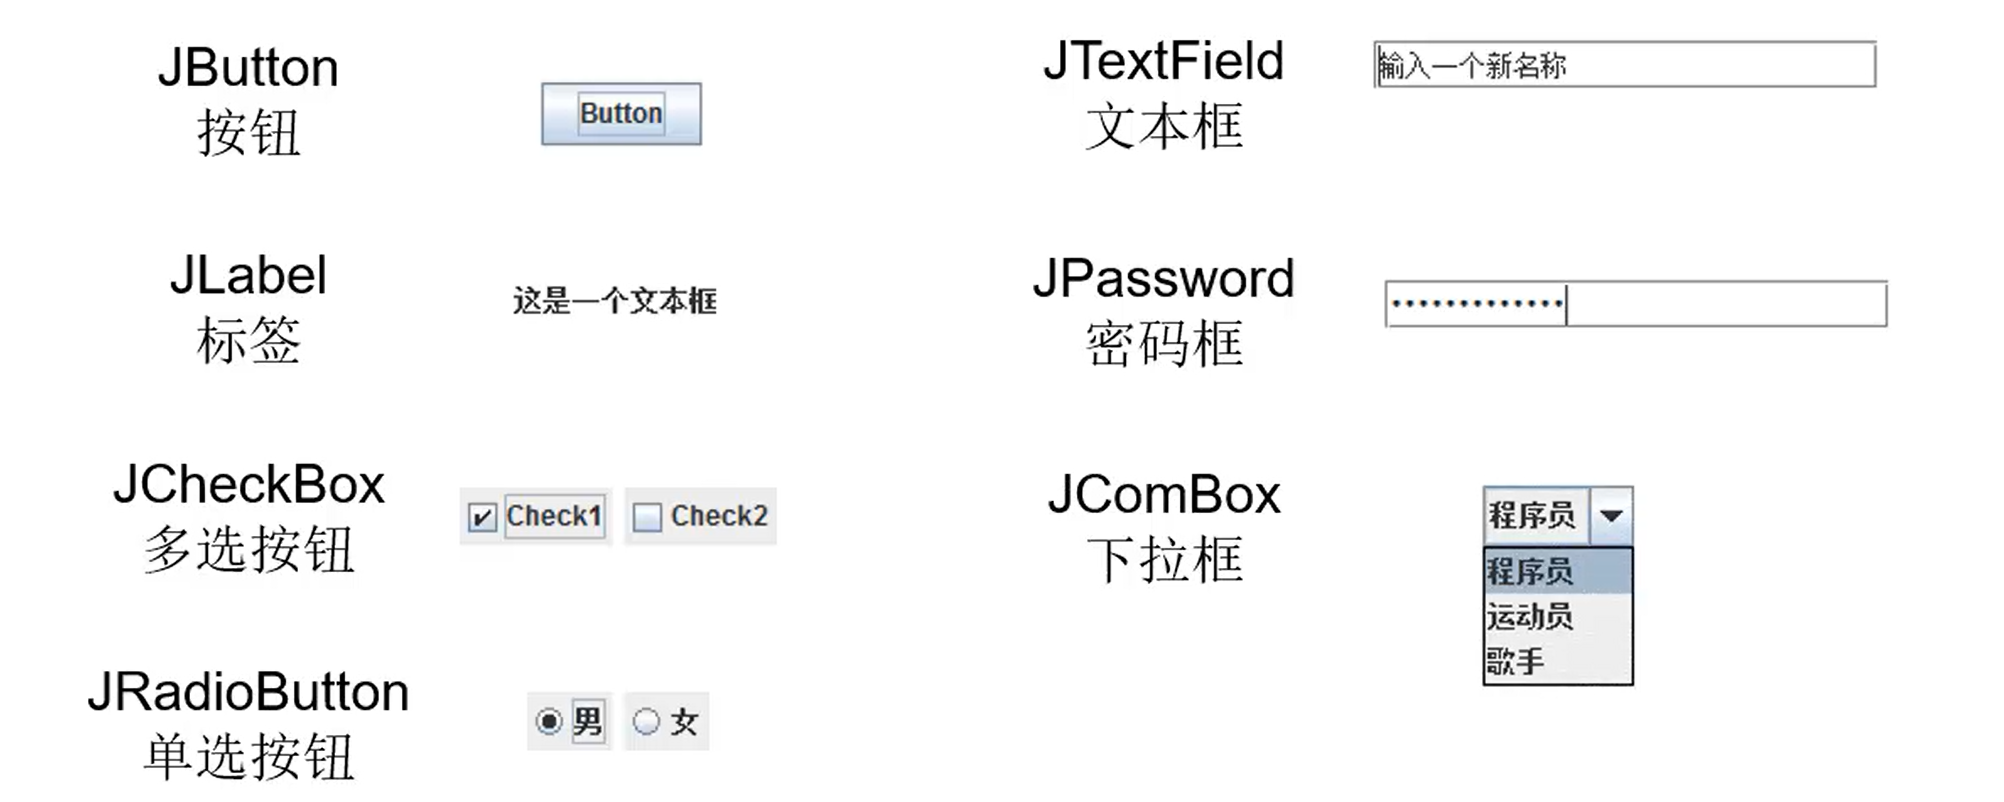 JButton
按钮
Button
JTextField
文本框
输入一个新名称
JLabel
标签
这是一个文本框
JPassword
密码框
•••••••••••••
JCheckBox
多选按钮
Check1
Check2
JComBox
下拉框
程序员
程序员
运动员
歌手
JRadioButton
单选按钮
男
女